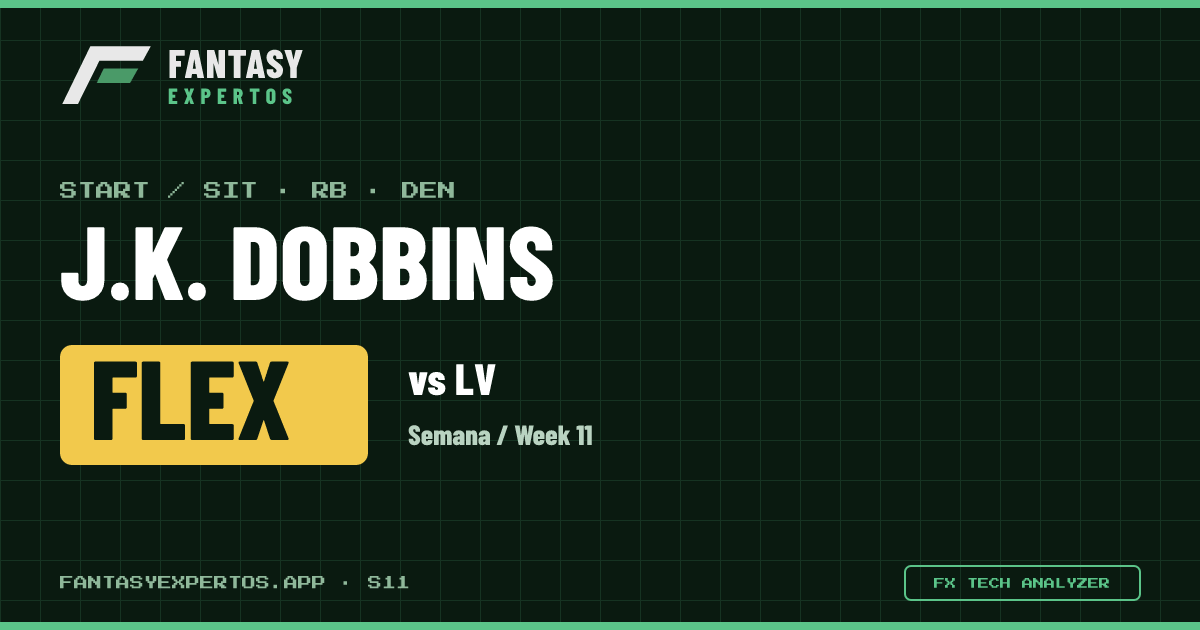 FANTASY
EXPERTOS
START / SIT · RB · DEN
J.K. DOBBINS
FLEX
vs LV
Semana / Week 11
FANTASYEXPERTOS.APP · S11
FX TECH ANALYZER